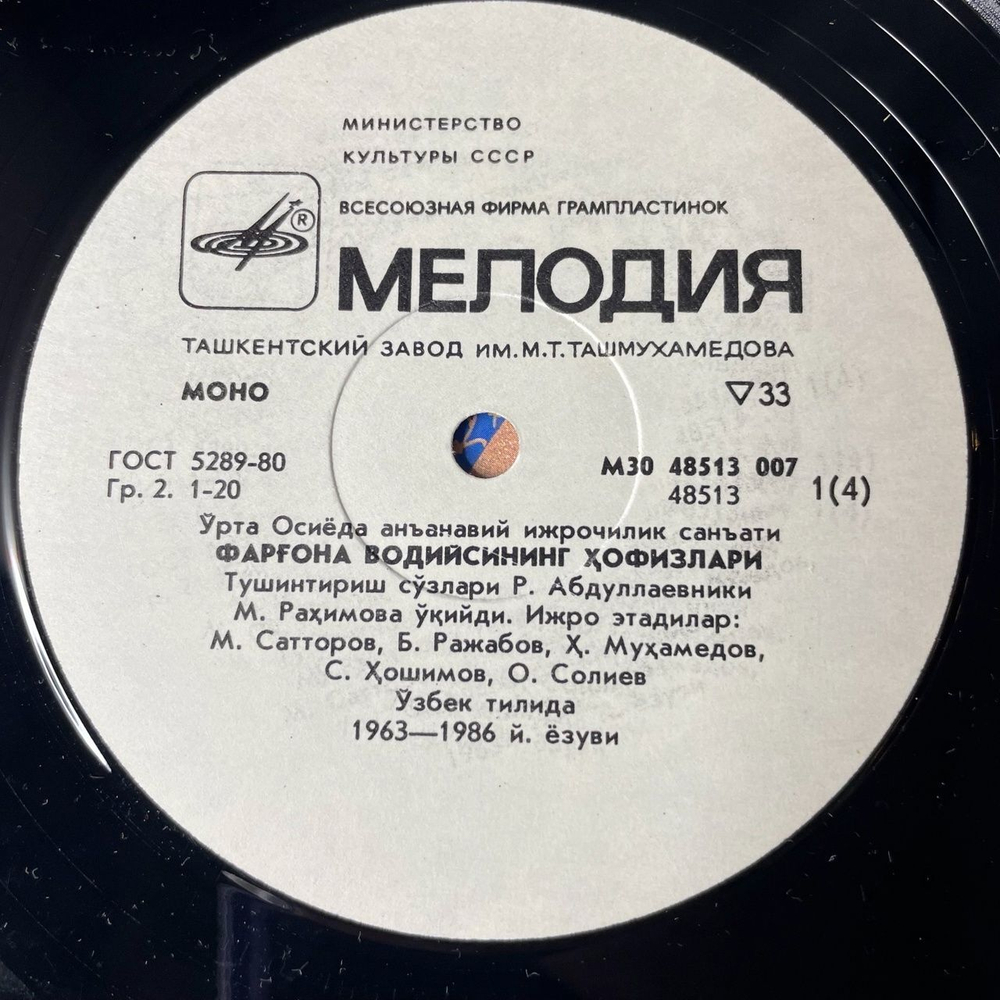 МИНИСТЕРСТВО
КУЛЬТУРЫ СССР
ВСЕСОЮЗНАЯ ФИРМА ГРАМПЛАСТИНОК
®
МЕЛОДИЯ
ТАШКЕНТСКИЙ ЗАВОД ИМ.М.Т.ТАШМУХАМЕДОВА
МОНО ▽33
ГОСТ 5289-80 М30 48513 007
Гр. 2. 1-20 48513 1(4)
Ўрта Осиёда анъанавий ижрочилик санъати
ФАРҒОНА ВОДИЙСИНИНГ ҲОФИЗЛАРИ
Тушинтириш сўзлари Р. Абдуллаевники
М. Раҳимова ўқийди. Ижро этадилар:
М. Сатторов, Б. Ражабов, Ҳ. Муҳамедов,
С. Ҳошимов, О. Солиев
Ўзбек тилида
1963—1986 й. ёзуви